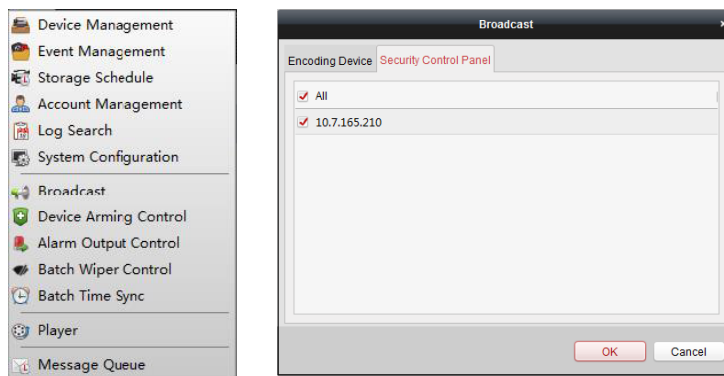 Device Management
Event Management
Storage Schedule
Account Management
Log Search
System Configuration
Broadcast
Device Arming Control
Alarm Output Control
Batch Wiper Control
Batch Time Sync
Player
Message Queue
Broadcast
Encoding Device Security Control Panel
All
10.7.165.210
OK Cancel